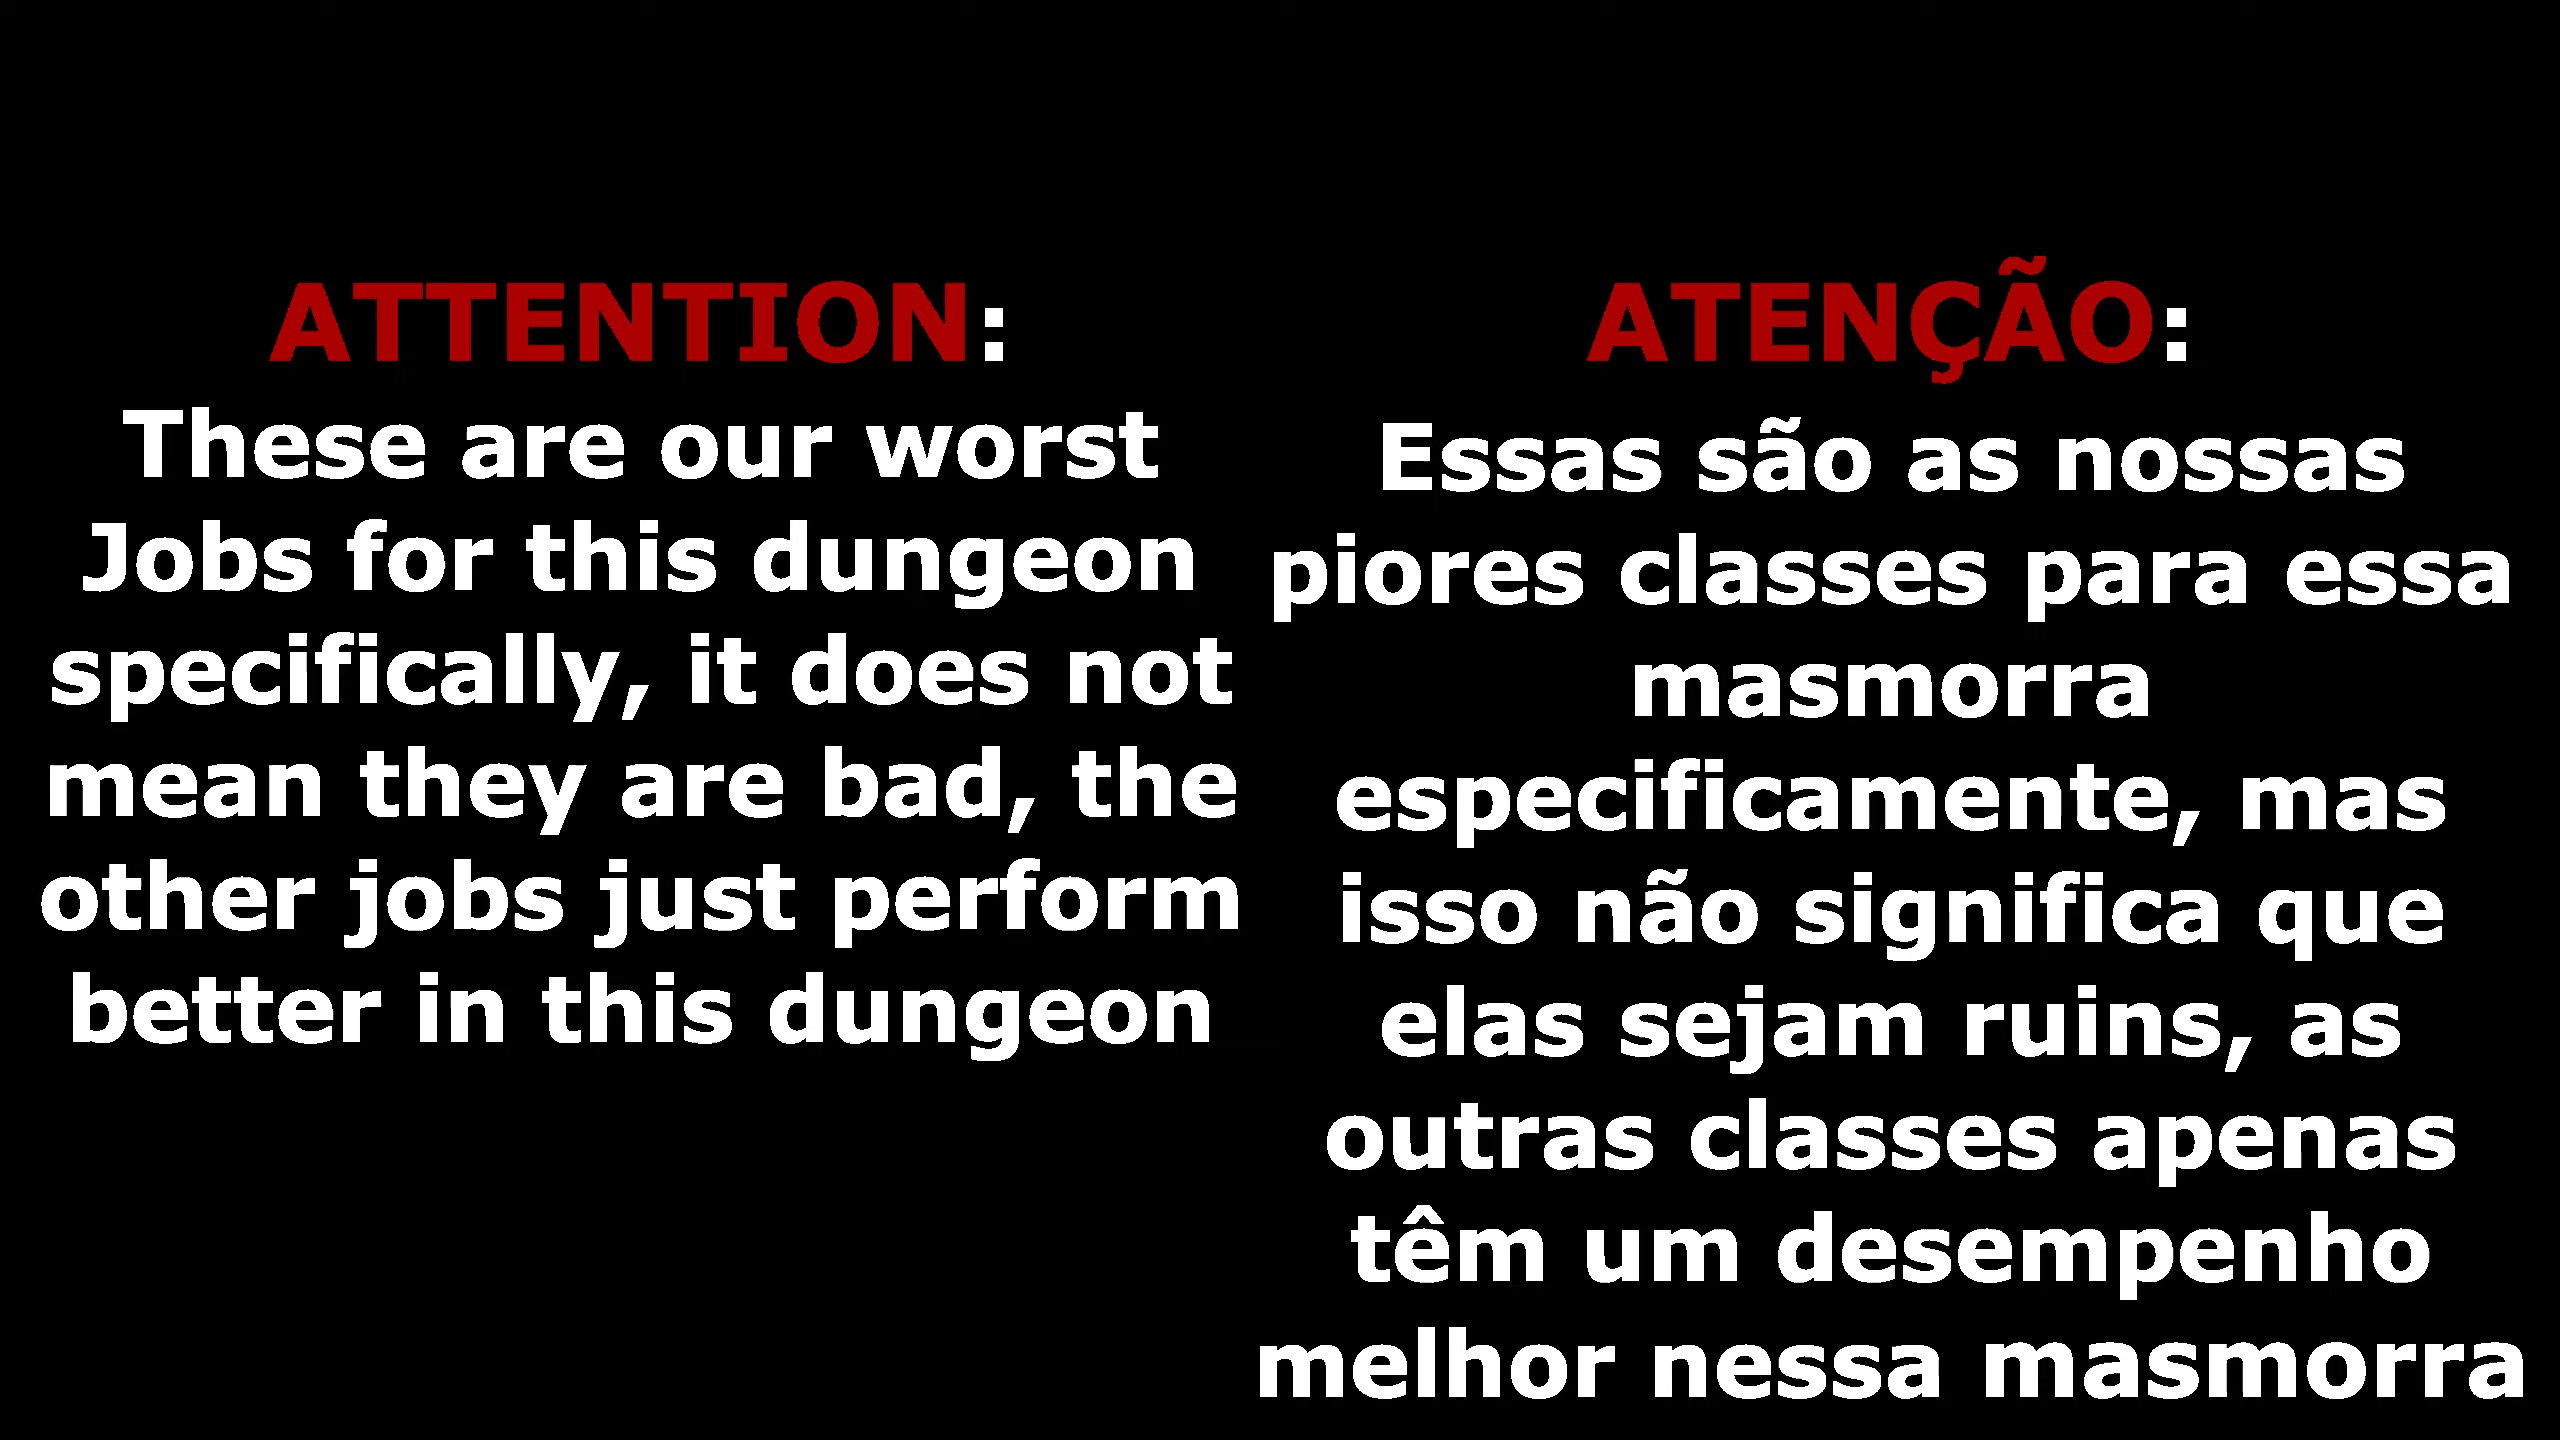 ATTENTION:
These are our worst
Jobs for this dungeon
specifically, it does not
mean they are bad, the
other jobs just perform
better in this dungeon
ATENÇÃO:
Essas são as nossas
piores classes para essa
masmorra
especificamente, mas
isso não significa que
elas sejam ruins, as
outras classes apenas
têm um desempenho
melhor nessa masmorra